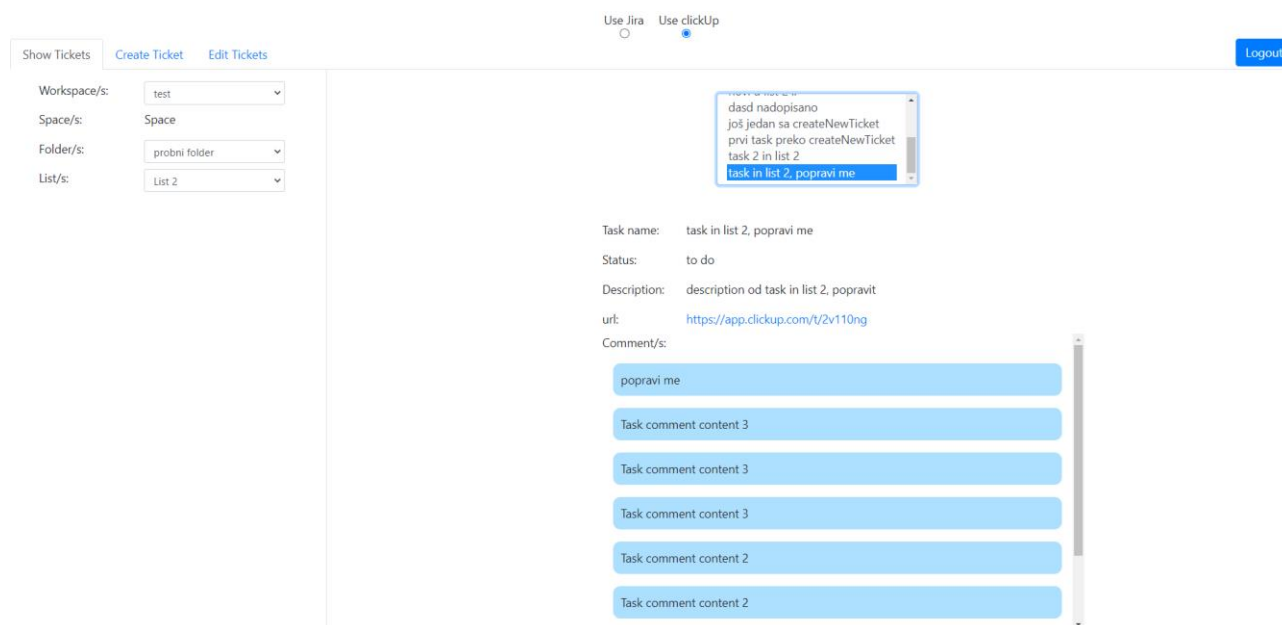 Use Jira Use clickUp
Show Tickets Create Ticket Edit Tickets Logout
Workspace/s: test
Space/s: Space
Folder/s: probni folder
List/s: List 2
dasd nadopisano
još jedan sa createNewTicket
prvi task preko createNewTicket
task 2 in list 2
task in list 2, popravi me
Task name: task in list 2, popravi me
Status: to do
Description: description od task in list 2, popravit
url: https://app.clickup.com/t/2v110ng
Comment/s:
popravi me
Task comment content 3
Task comment content 3
Task comment content 3
Task comment content 2
Task comment content 2